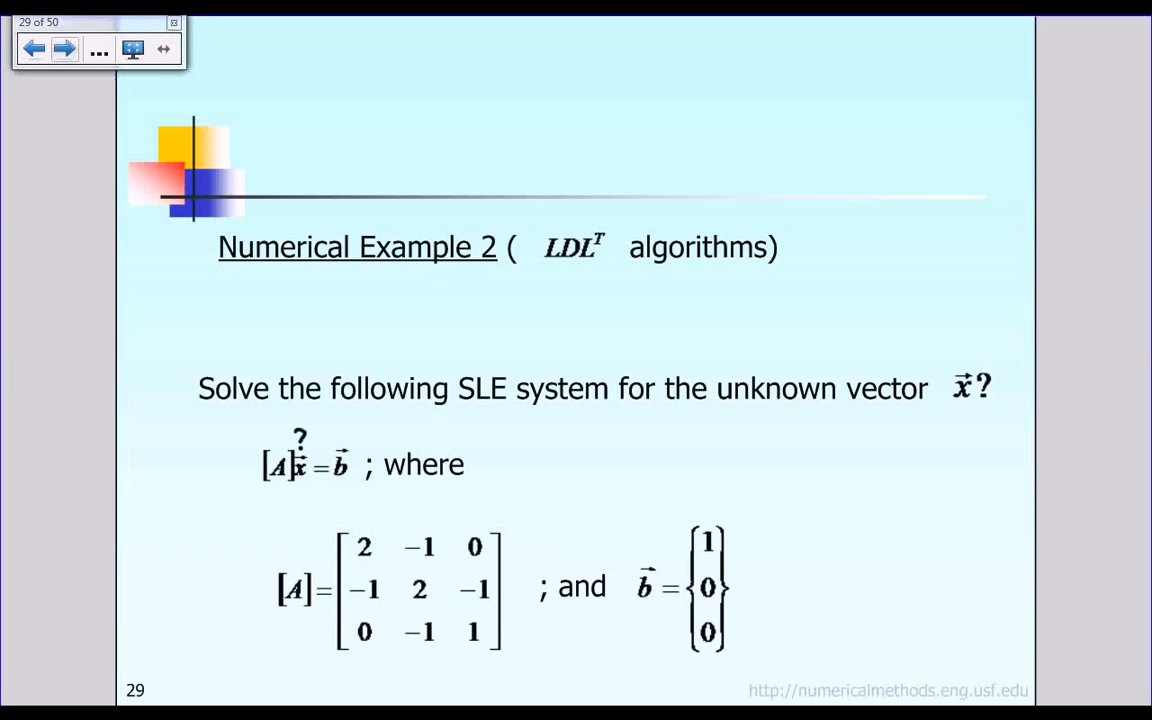 29 of 50
...
Numerical Example 2 ( LDLᵀ algorithms)
Solve the following SLE system for the unknown vector x⃗?
?
[A]x⃗ = b⃗ ; where
[A] = [2 −1 0
−1 2 −1
0 −1 1] ; and b⃗ = {1
0
0}
29
http://numericalmethods.eng.usf.edu